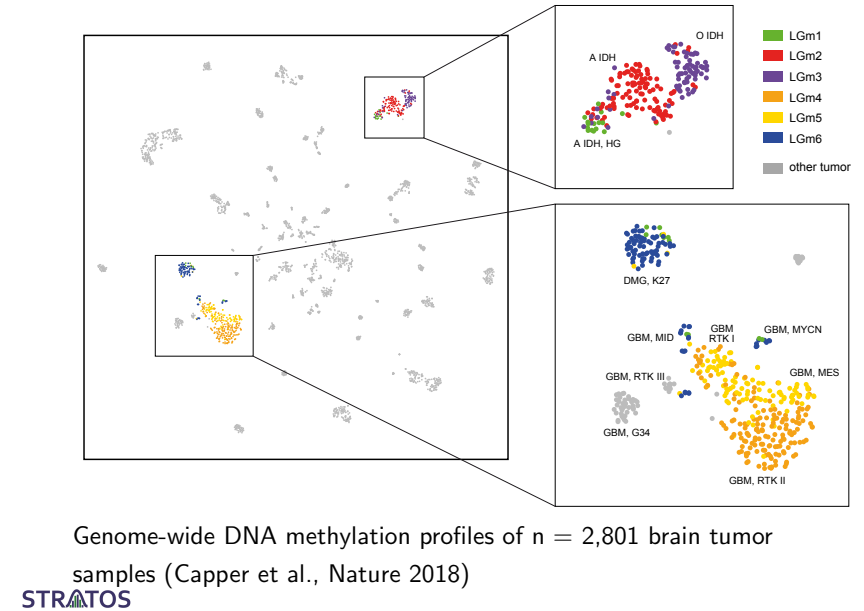 O IDH
A IDH
A IDH, HG
LGm1
LGm2
LGm3
LGm4
LGm5
LGm6
other tumor
DMG, K27
GBM, MID
GBM
RTK I
GBM, MYCN
GBM, RTK III
GBM, MES
GBM, G34
GBM, RTK II
Genome-wide DNA methylation profiles of n = 2,801 brain tumor
samples (Capper et al., Nature 2018)
STRATOS